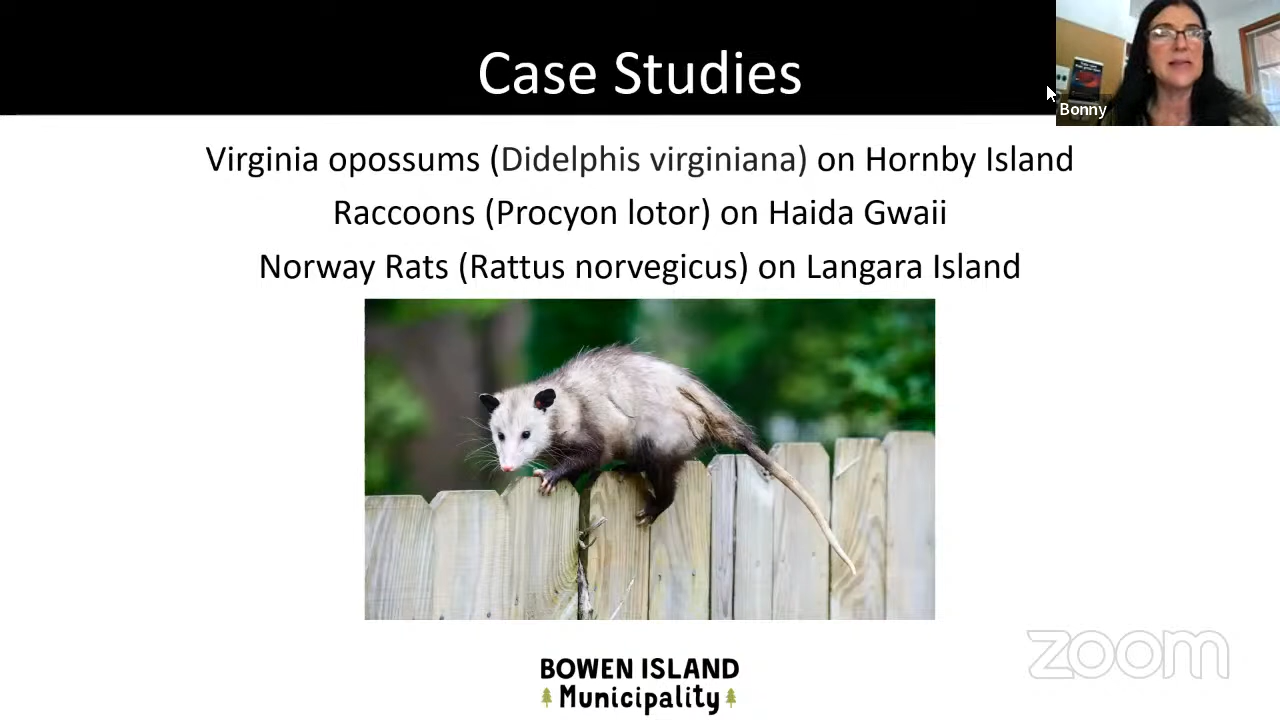 Case Studies
Bonny
Virginia opossums (Didelphis virginiana) on Hornby Island
Raccoons (Procyon lotor) on Haida Gwaii
Norway Rats (Rattus norvegicus) on Langara Island
BOWEN ISLAND
Municipality
zoom